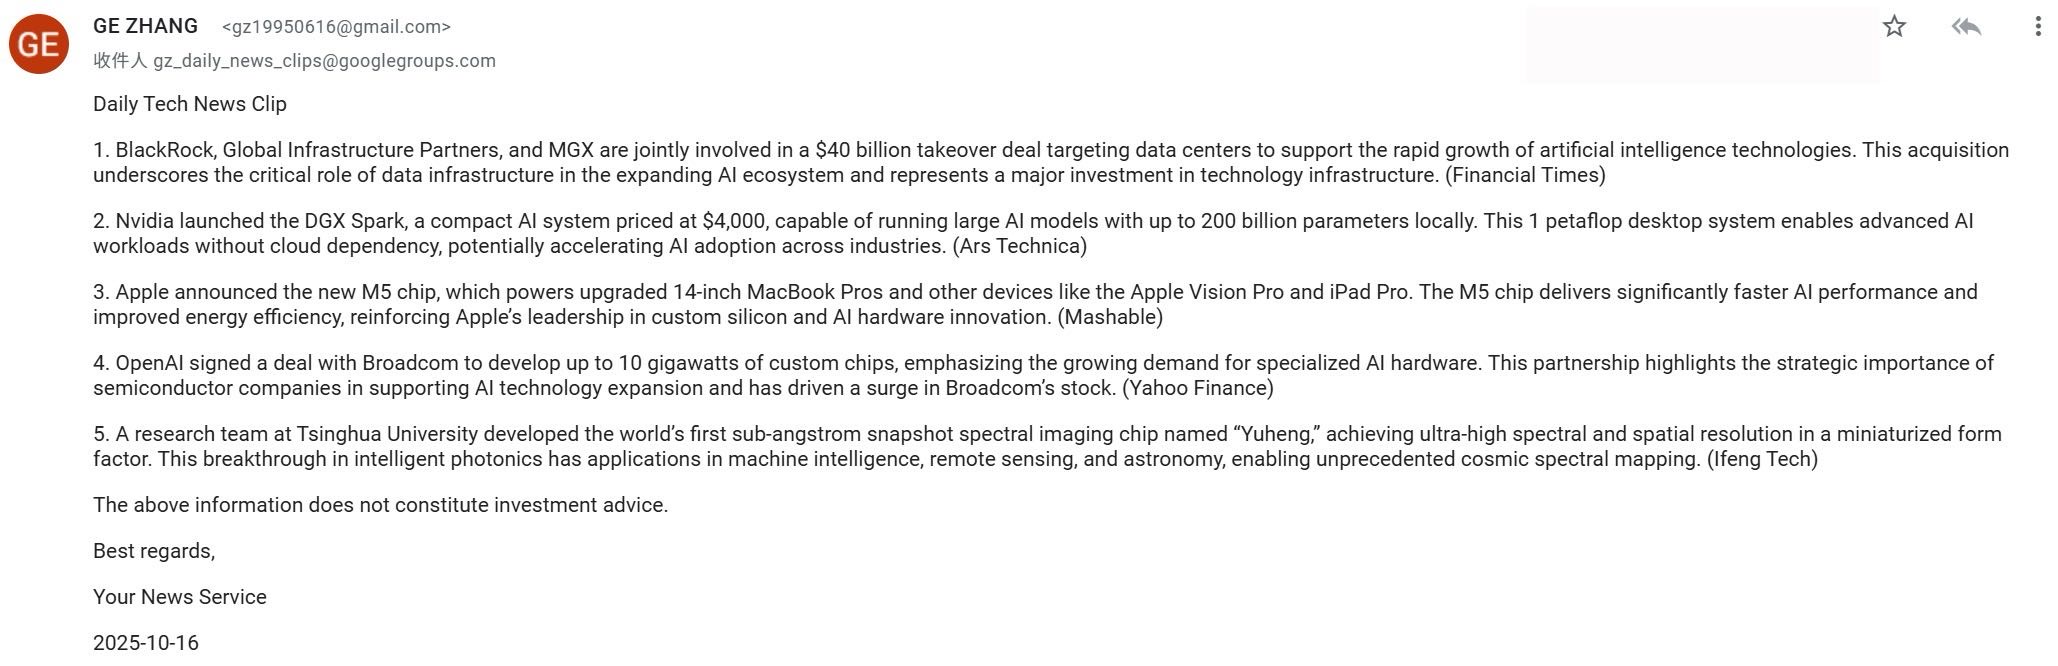 GE
GE ZHANG <gz19950616@gmail.com>
收件人 gz_daily_news_clips@googlegroups.com
Daily Tech News Clip
1. BlackRock, Global Infrastructure Partners, and MGX are jointly involved in a $40 billion takeover deal targeting data centers to support the rapid growth of artificial intelligence technologies. This acquisition
underscores the critical role of data infrastructure in the expanding AI ecosystem and represents a major investment in technology infrastructure. (Financial Times)
2. Nvidia launched the DGX Spark, a compact AI system priced at $4,000, capable of running large AI models with up to 200 billion parameters locally. This 1 petaflop desktop system enables advanced AI
workloads without cloud dependency, potentially accelerating AI adoption across industries. (Ars Technica)
3. Apple announced the new M5 chip, which powers upgraded 14-inch MacBook Pros and other devices like the Apple Vision Pro and iPad Pro. The M5 chip delivers significantly faster AI performance and
improved energy efficiency, reinforcing Apple’s leadership in custom silicon and AI hardware innovation. (Mashable)
4. OpenAI signed a deal with Broadcom to develop up to 10 gigawatts of custom chips, emphasizing the growing demand for specialized AI hardware. This partnership highlights the strategic importance of
semiconductor companies in supporting AI technology expansion and has driven a surge in Broadcom’s stock. (Yahoo Finance)
5. A research team at Tsinghua University developed the world’s first sub-angstrom snapshot spectral imaging chip named “Yuheng,” achieving ultra-high spectral and spatial resolution in a miniaturized form
factor. This breakthrough in intelligent photonics has applications in machine intelligence, remote sensing, and astronomy, enabling unprecedented cosmic spectral mapping. (Ifeng Tech)
The above information does not constitute investment advice.
Best regards,
Your News Service
2025-10-16